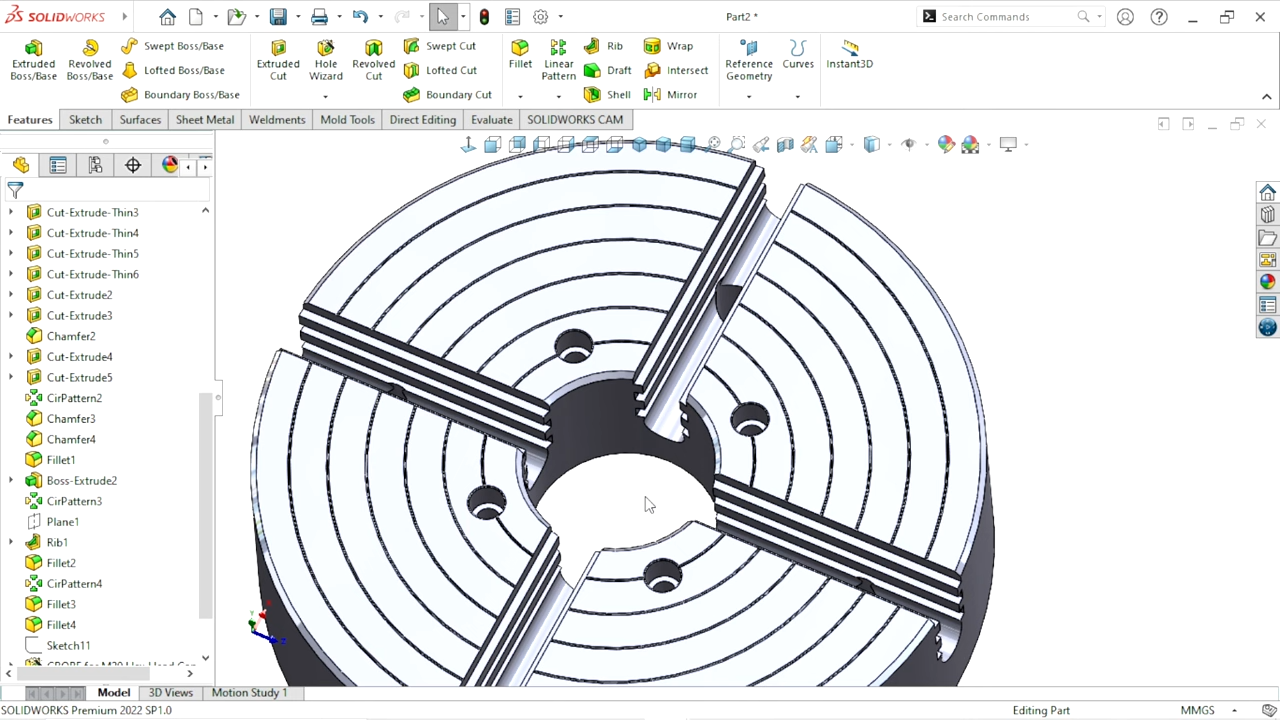 SOLIDWORKS
Part2 *
Search Commands
Extruded Boss/Base
Revolved Boss/Base
Swept Boss/Base
Lofted Boss/Base
Boundary Boss/Base
Extruded Cut
Hole Wizard
Revolved Cut
Swept Cut
Lofted Cut
Boundary Cut
Fillet
Linear Pattern
Rib
Draft
Shell
Wrap
Intersect
Mirror
Reference Geometry
Curves
Instant3D
Features
Sketch
Surfaces
Sheet Metal
Weldments
Mold Tools
Direct Editing
Evaluate
SOLIDWORKS CAM
Cut-Extrude-Thin3
Cut-Extrude-Thin4
Cut-Extrude-Thin5
Cut-Extrude-Thin6
Cut-Extrude2
Cut-Extrude3
Chamfer2
Cut-Extrude4
Cut-Extrude5
CirPattern2
Chamfer3
Chamfer4
Fillet1
Boss-Extrude2
CirPattern3
Plane1
Rib1
Fillet2
CirPattern4
Fillet3
Fillet4
Sketch11
Model
3D Views
Motion Study 1
SOLIDWORKS Premium 2022 SP1.0
Editing Part
MMGS